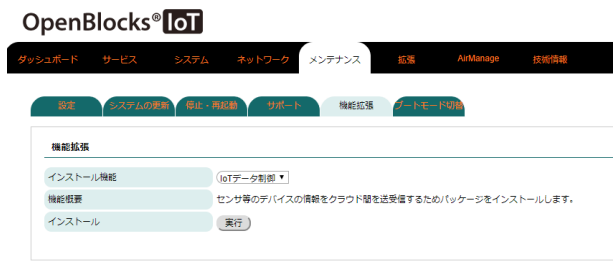 OpenBlocks® IoT
ダッシュボード サービス システム ネットワーク メンテナンス 拡張 AirManage 技術情報
設定 システムの更新 停止・再起動 サポート 機能拡張 ブートモード切替
機能拡張
インストール機能 IoTデータ制御
機能概要 センサ等のデバイスの情報をクラウド間を送受信するためパッケージをインストールします。
インストール 実行